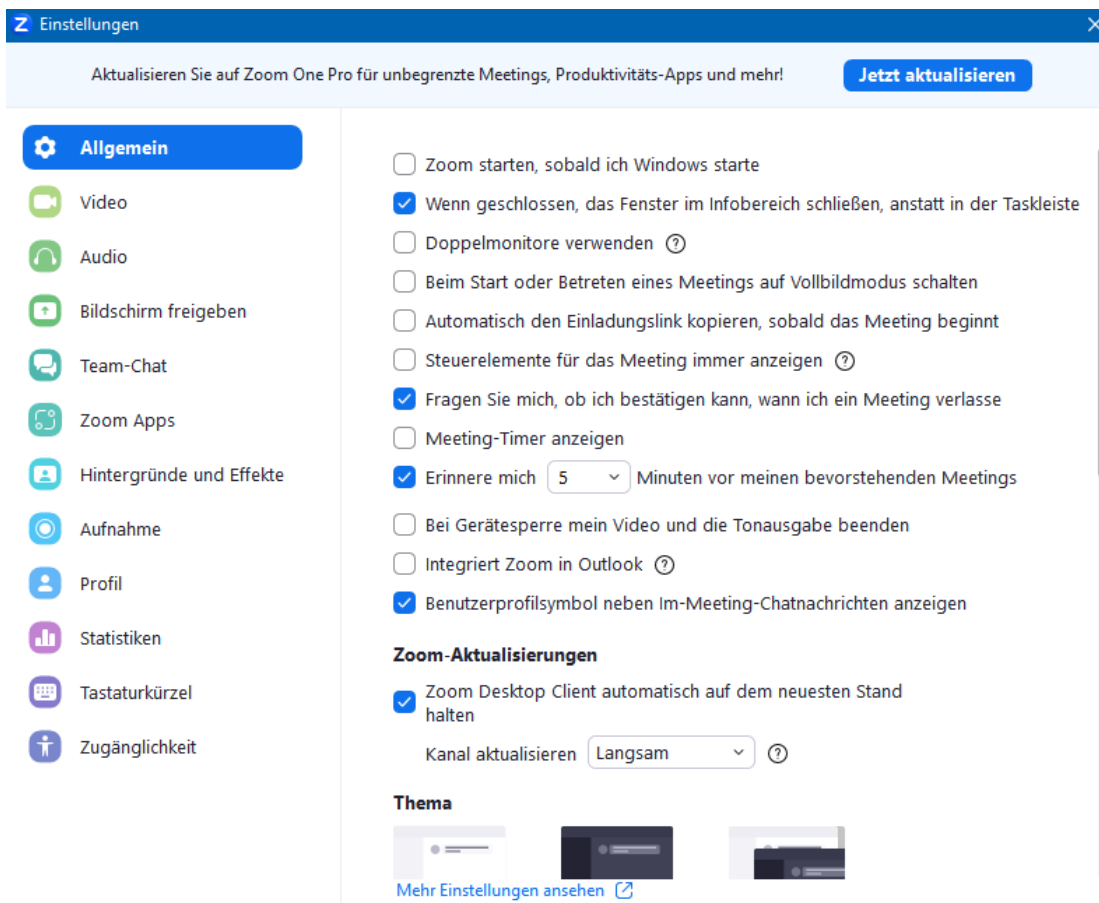 Einstellungen
Aktualisieren Sie auf Zoom One Pro für unbegrenzte Meetings, Produktivitäts-Apps und mehr!
Jetzt aktualisieren
Allgemein
Video
Audio
Bildschirm freigeben
Team-Chat
Zoom Apps
Hintergründe und Effekte
Aufnahme
Profil
Statistiken
Tastaturkürzel
Zugänglichkeit
Zoom starten, sobald ich Windows starte
Wenn geschlossen, das Fenster im Infobereich schließen, anstatt in der Taskleiste
Doppelmonitore verwenden
Beim Start oder Betreten eines Meetings auf Vollbildmodus schalten
Automatisch den Einladungslink kopieren, sobald das Meeting beginnt
Steuerelemente für das Meeting immer anzeigen
Fragen Sie mich, ob ich bestätigen kann, wann ich ein Meeting verlasse
Meeting-Timer anzeigen
Erinnere mich 5 Minuten vor meinen bevorstehenden Meetings
Bei Gerätesperre mein Video und die Tonausgabe beenden
Integriert Zoom in Outlook
Benutzerprofilsymbol neben Im-Meeting-Chatnachrichten anzeigen
Zoom-Aktualisierungen
Zoom Desktop Client automatisch auf dem neuesten Stand
halten
Kanal aktualisieren Langsam
Thema
Mehr Einstellungen ansehen